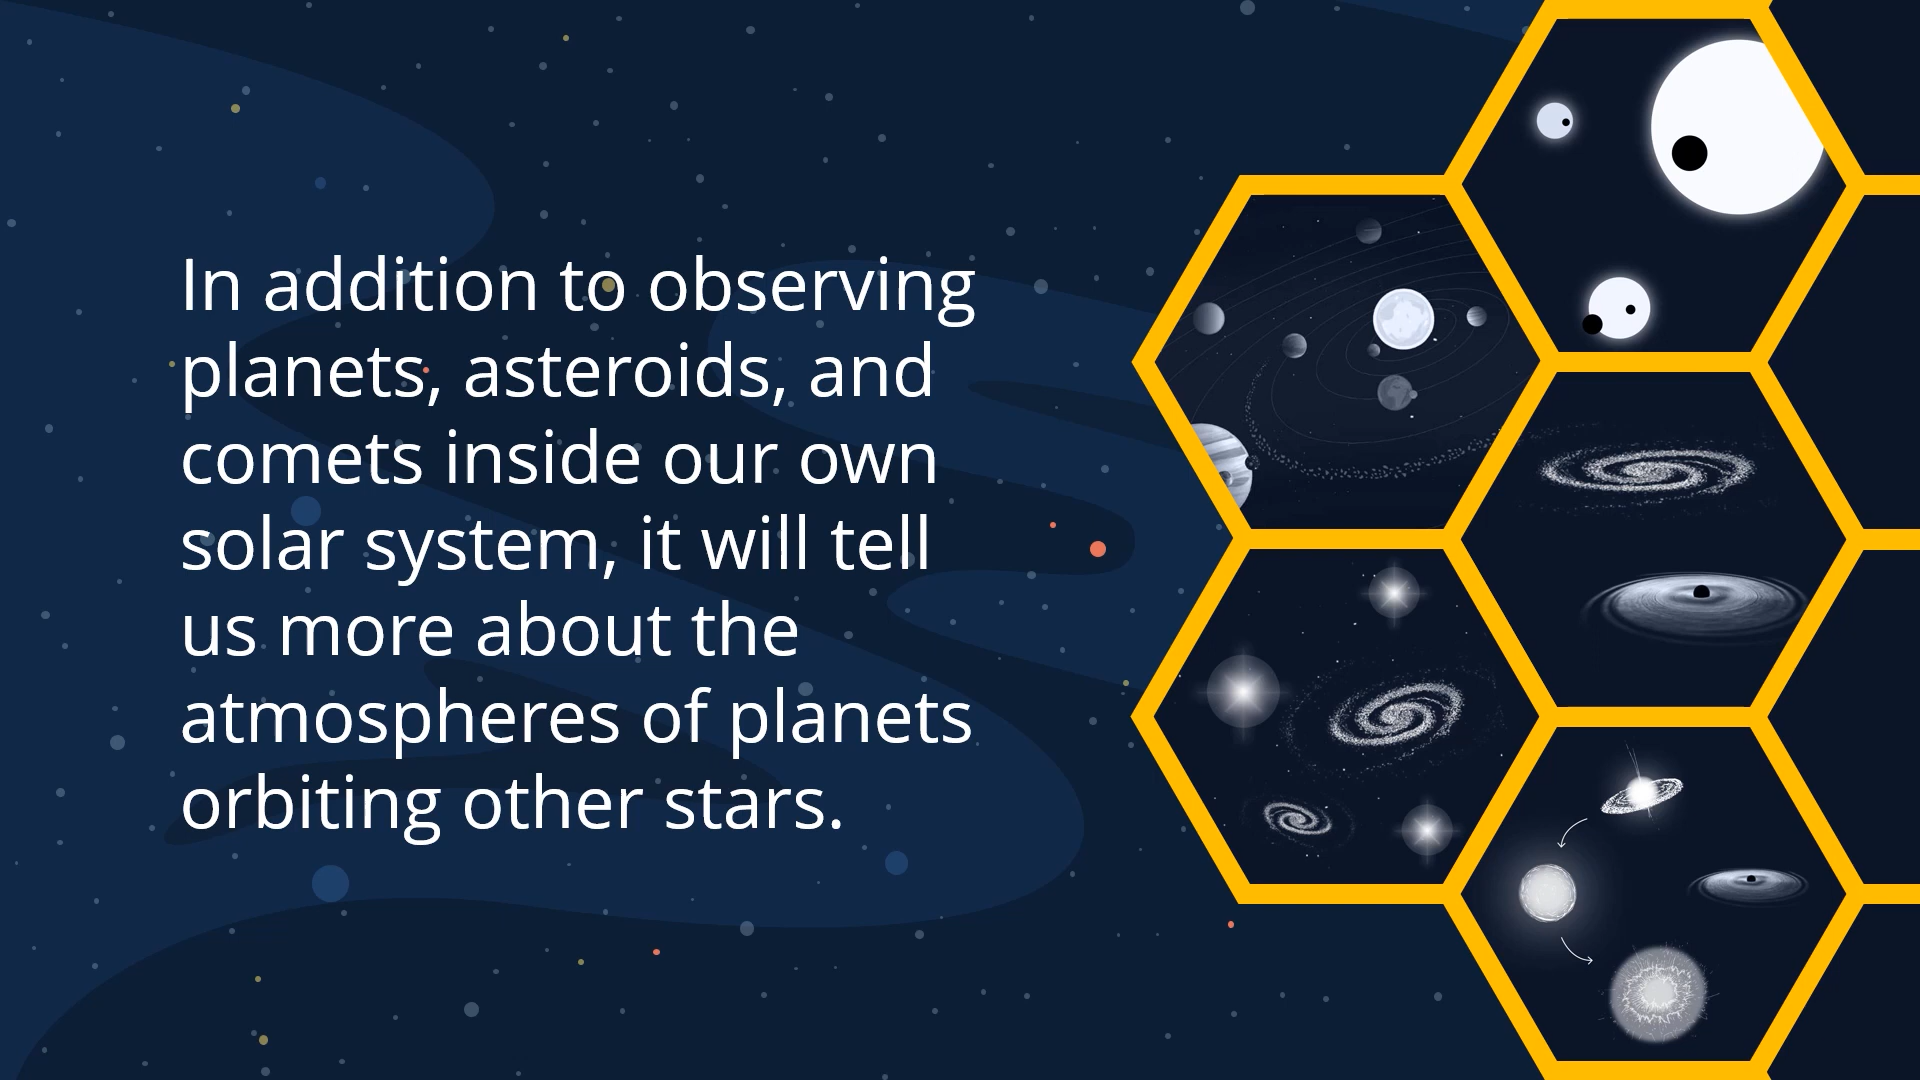 In addition to observing
planets, asteroids, and
comets inside our own
solar system, it will tell
us more about the
atmospheres of planets
orbiting other stars.